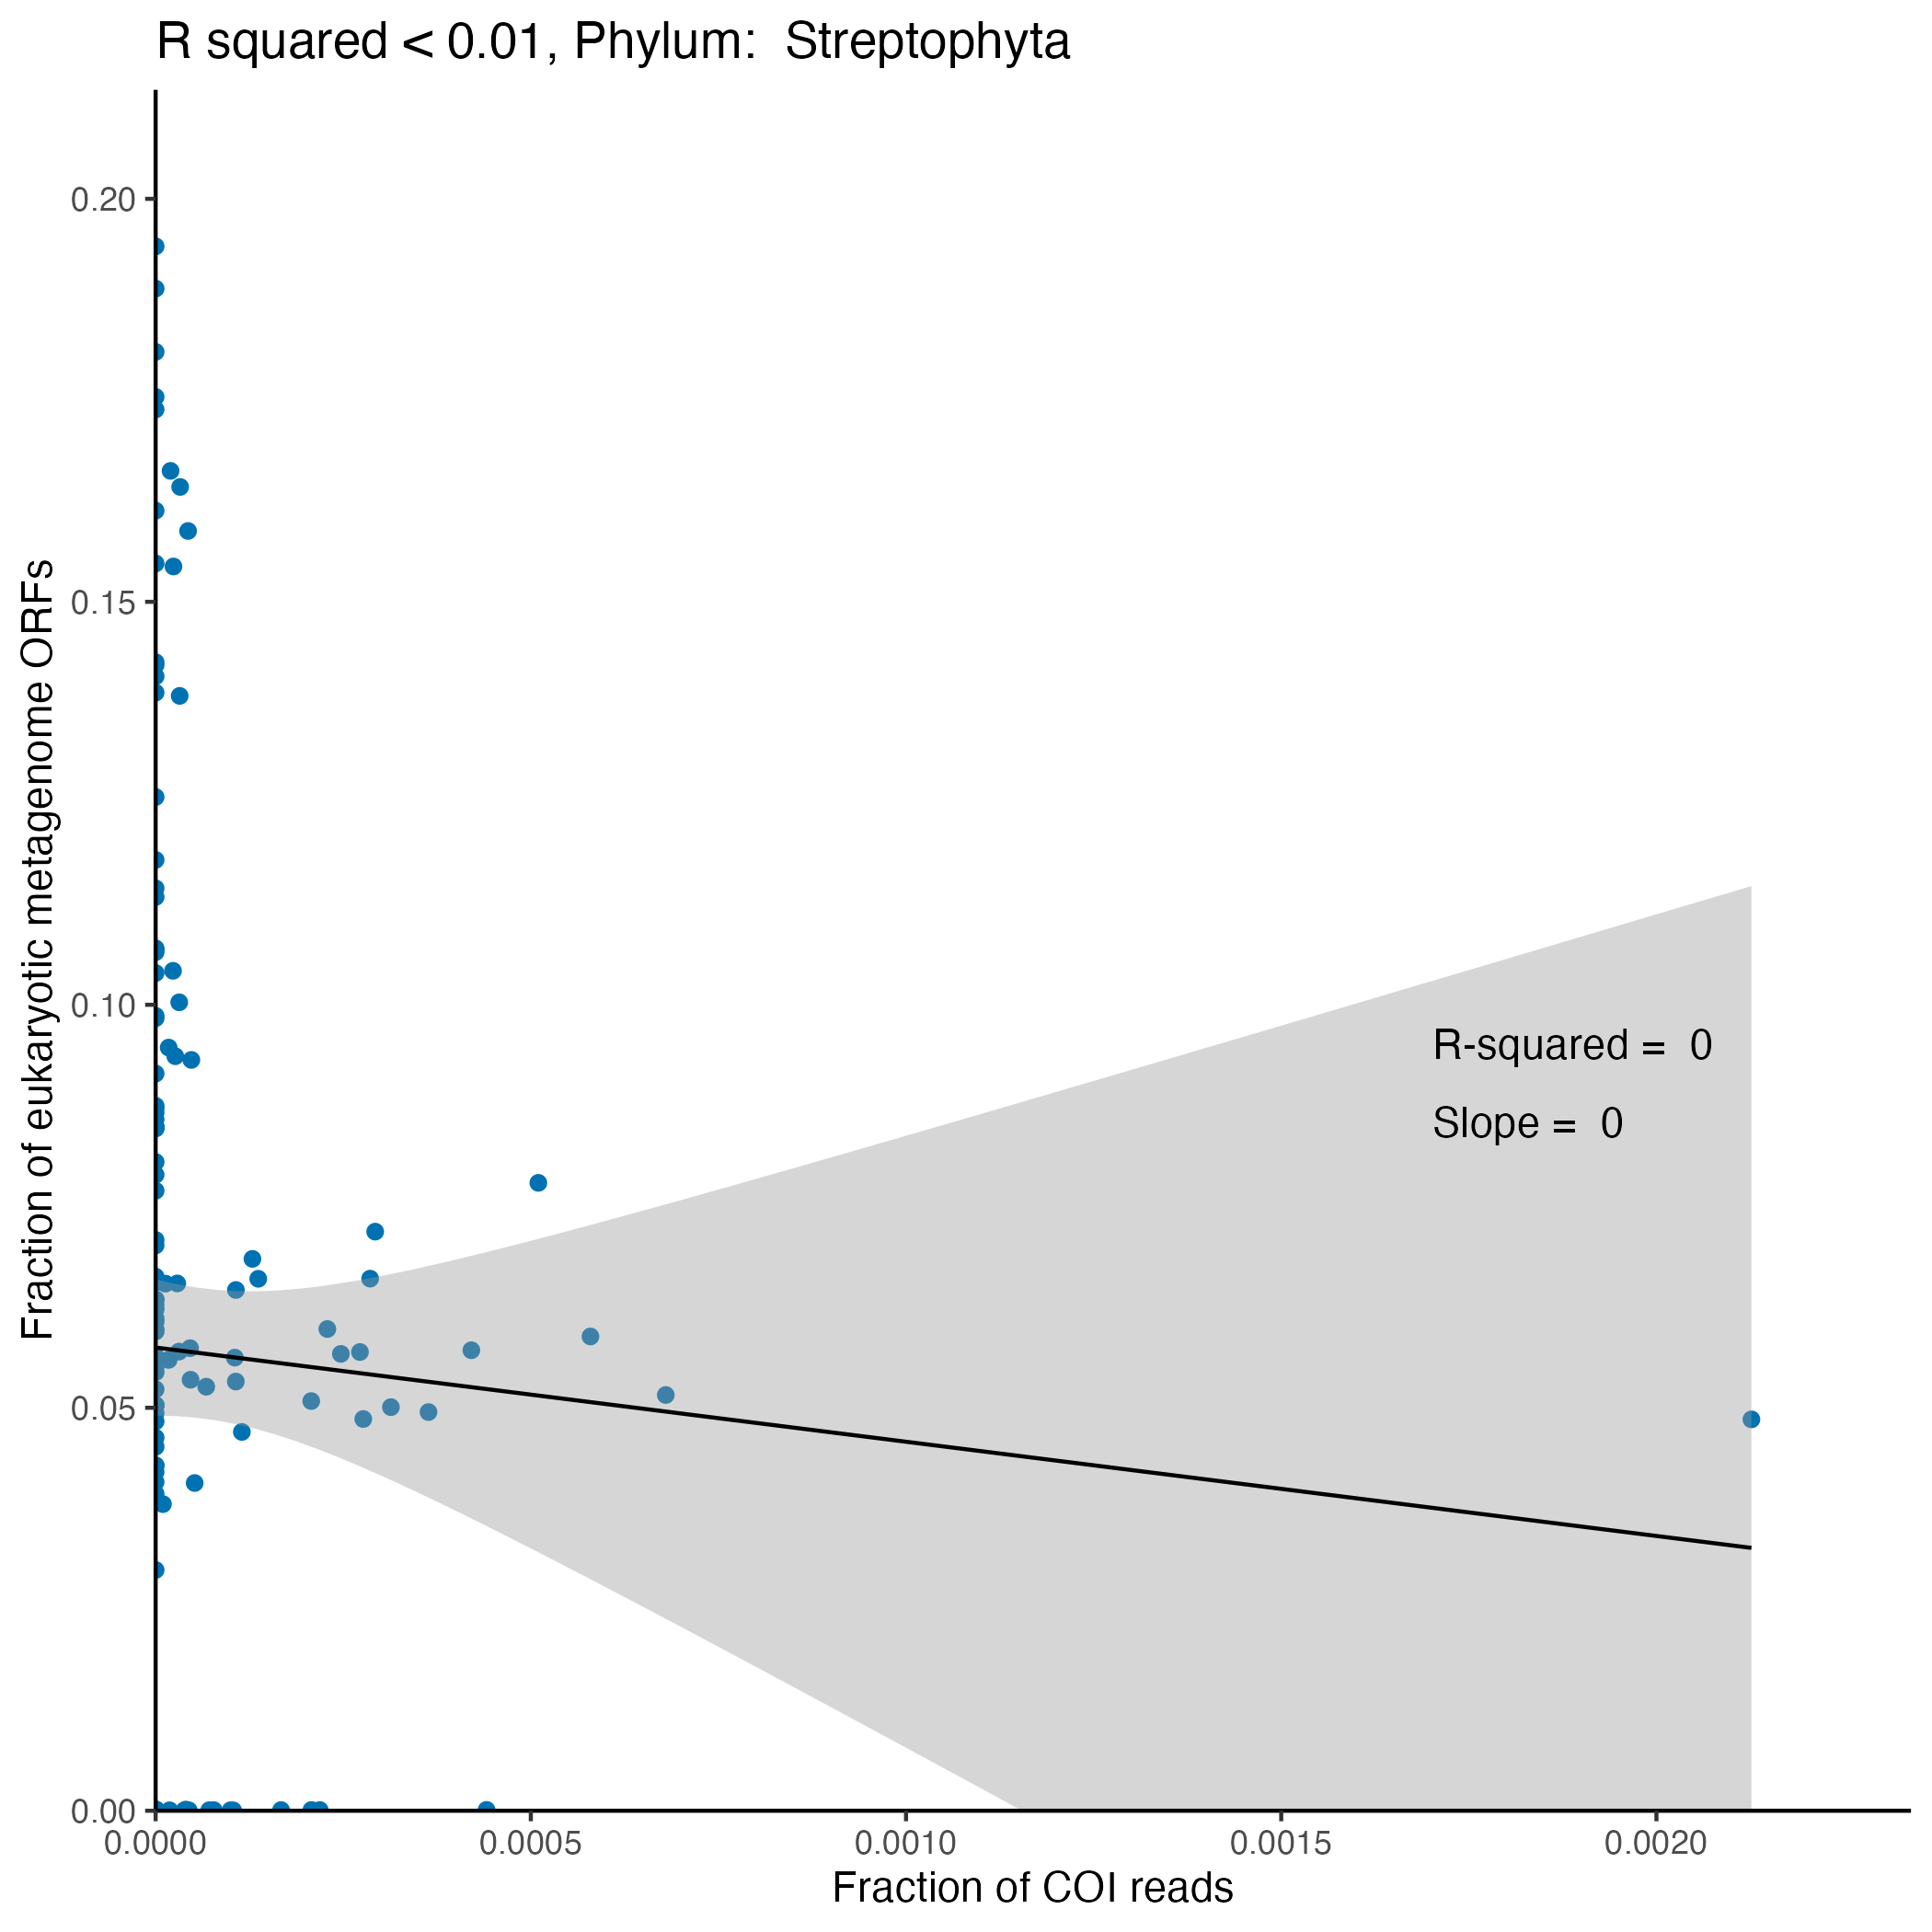 R squared < 0.01, Phylum:  Streptophyta
Fraction of eukaryotic metagenome ORFs
0.20
0.15
0.10
0.05
0.00
R-squared =  0
Slope =  0
0.0000
0.0005
0.0010
0.0015
0.0020
Fraction of COI reads